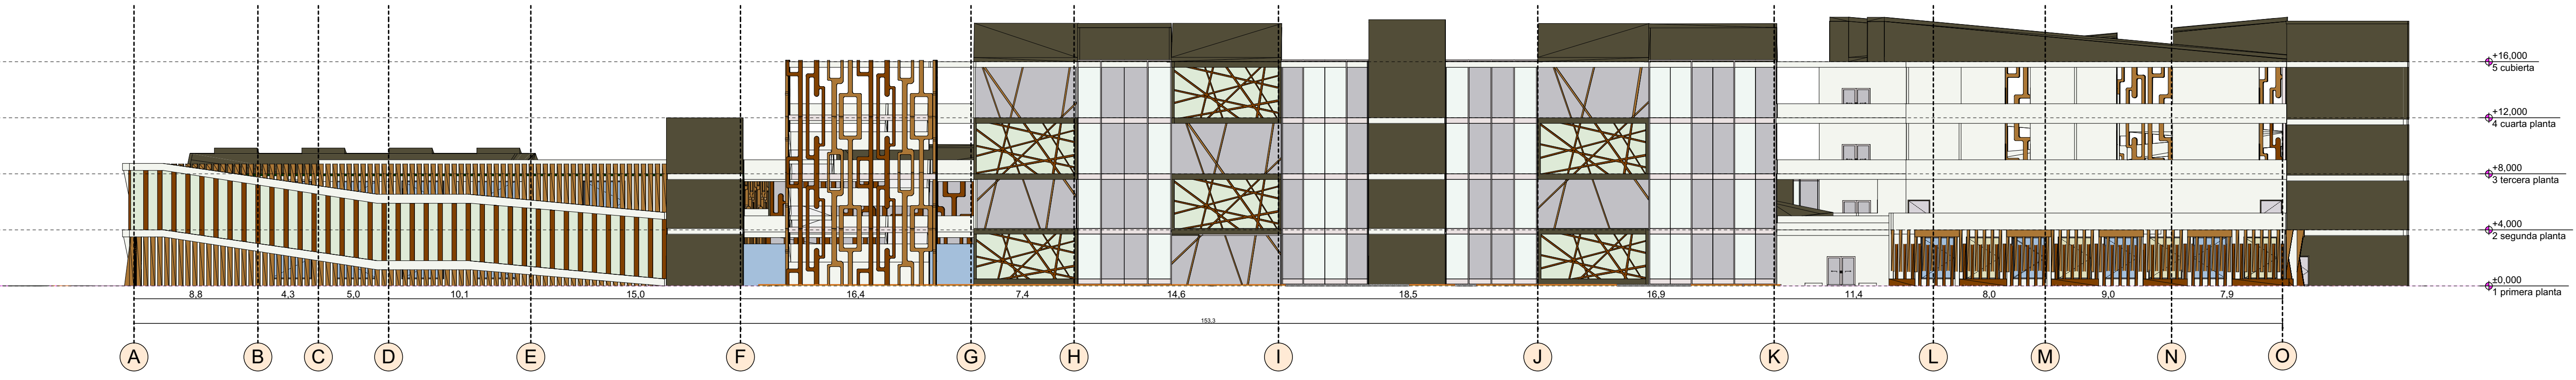 +16,000
5 cubierta
+12,000
4 cuarta planta
+8,000
3 tercera planta
+4,000
2 segunda planta
±0,000
1 primera planta
8,8 4,3 5,0 10,1 15,0 16,4 7,4 14,6 18,5 16,9 11,4 8,0 9,0 7,9
153,3
A B C D E F G H I J K L M N O